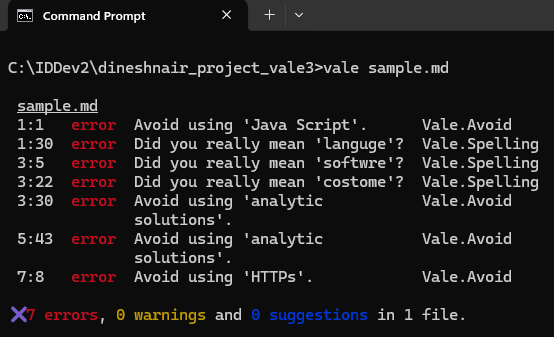 Command Prompt
C:\IDDev2\dineshnair_project_vale3>vale sample.md
sample.md
1:1 error Avoid using 'Java Script'. Vale.Avoid
1:30 error Did you really mean 'languge'? Vale.Spelling
3:5 error Did you really mean 'softwre'? Vale.Spelling
3:22 error Did you really mean 'costome'? Vale.Spelling
3:30 error Avoid using 'analytic Vale.Avoid
solutions'.
5:43 error Avoid using 'analytic Vale.Avoid
solutions'.
7:8 error Avoid using 'HTTPs'. Vale.Avoid
7 errors, 0 warnings and 0 suggestions in 1 file.